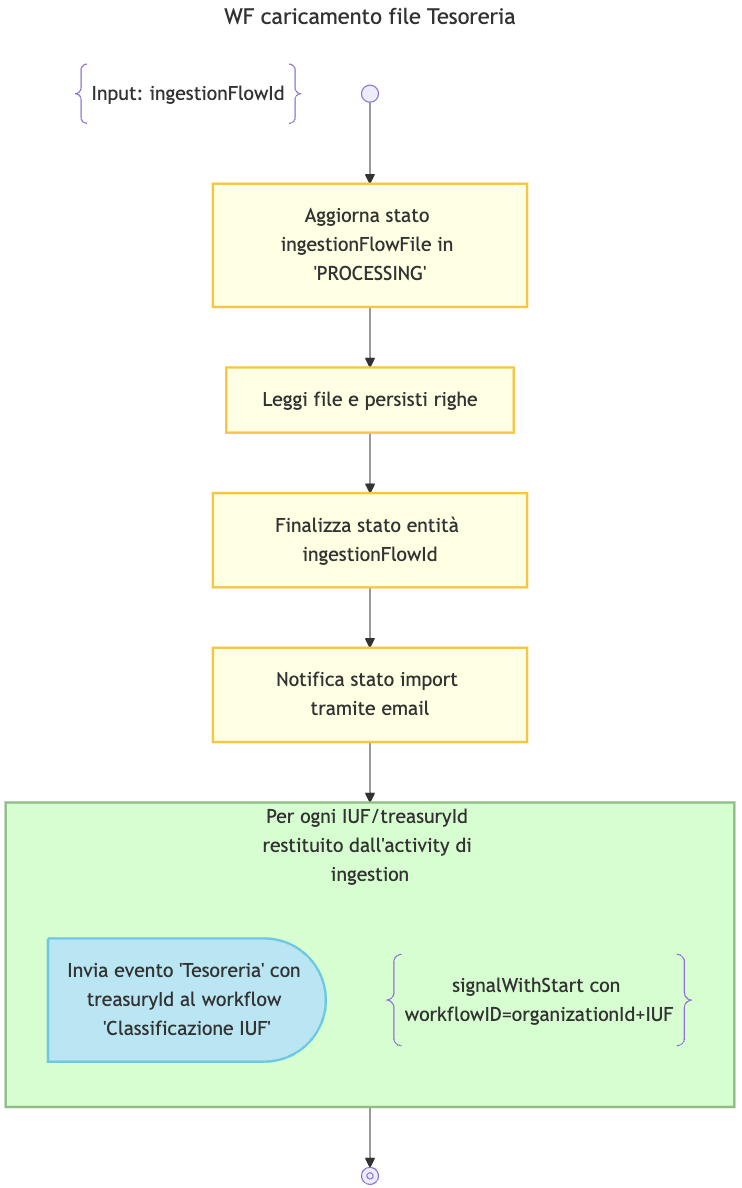 WF caricamento file Tesoreria
Input: ingestionFlowId
Aggiorna stato
ingestionFlowFile in
'PROCESSING'
Leggi file e persisti righe
Finalizza stato entità
ingestionFlowId
Notifica stato import
tramite email
Per ogni IUF/treasuryId
restituito dall'activity di
ingestion
Invia evento 'Tesoreria' con
treasuryId al workflow
'Classificazione IUF'
signalWithStart con
workflowID=organizationId+IUF